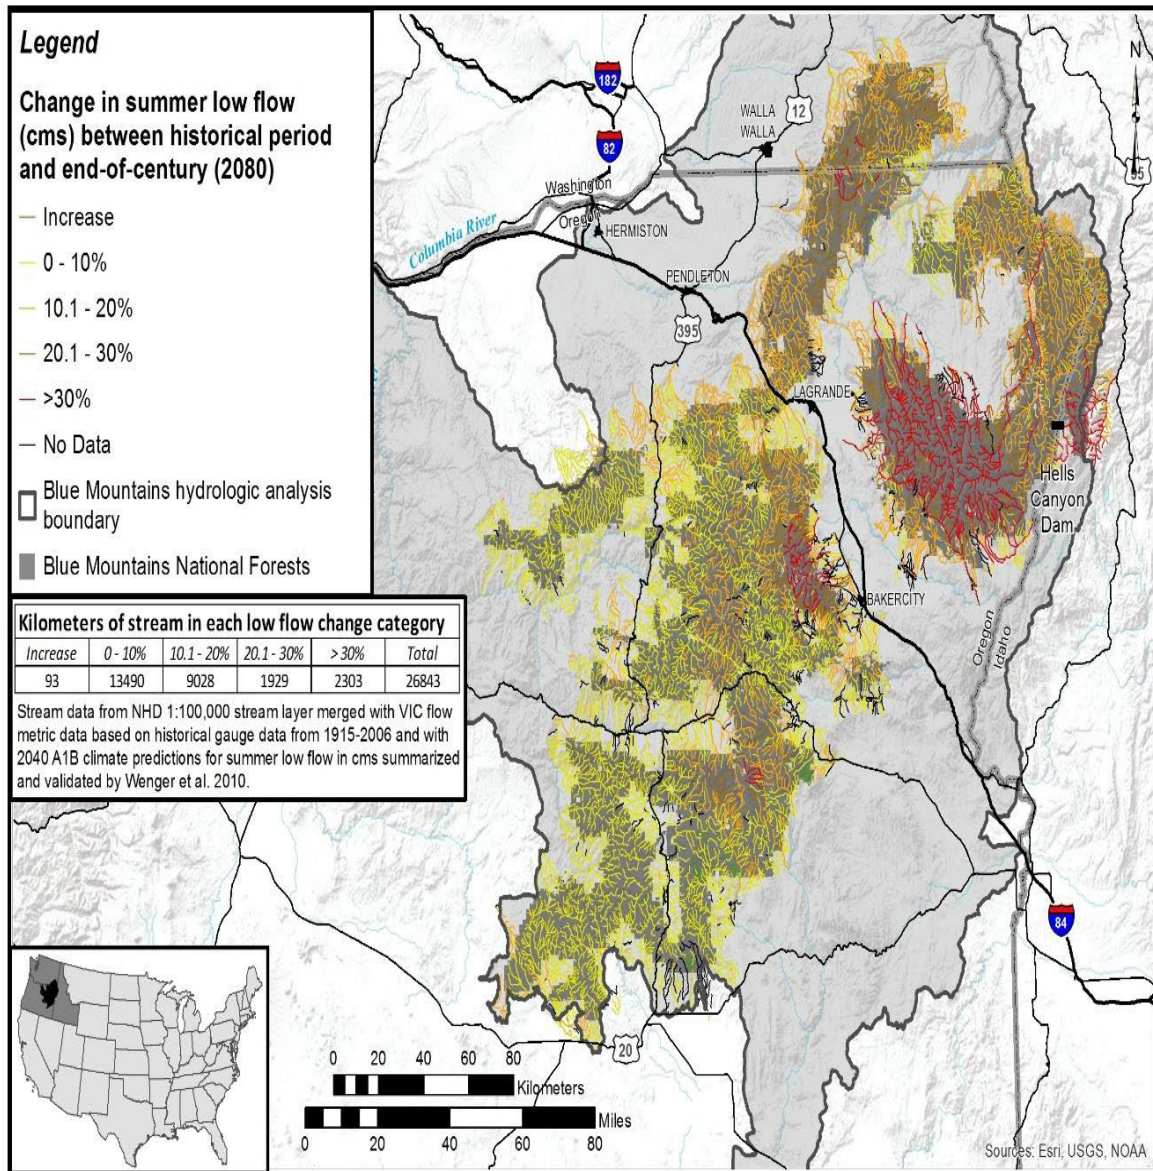 Legend
Change in summer low flow
(cms) between historical period
and end-of-century (2080)
Increase
0 - 10%
10.1 - 20%
20.1 - 30%
>30%
No Data
Blue Mountains hydrologic analysis
boundary
Blue Mountains National Forests
Kilometers of stream in each low flow change category
Increase 0 - 10% 10.1 - 20% 20.1 - 30% >30% Total
93 13490 9028 1929 2303 26843
Stream data from NHD 1:100,000 stream layer merged with VIC flow
metric data based on historical gauge data from 1915-2006 and with
2040 A1B climate predictions for summer low flow in cms summarized
and validated by Wenger et al. 2010.
182
82
12
WALLA
WALLA
N
95
Washington
Oregon
Columbia River
HERMISTON
PENDLETON
395
LAGRANDE
Hells
Canyon
Dam
BAKERCITY
Oregon
Idaho
84
20
0 20 40 60 80
Kilometers
Miles
0 20 40 60 80
Sources: Esri, USGS, NOAA